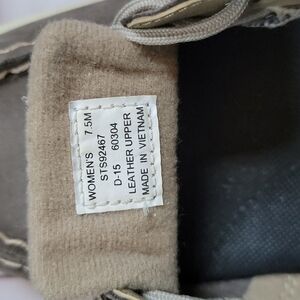 WOMEN'S 7.5M
STS92467
D-15 60304
LEATHER UPPER
MADE IN VIETNAM